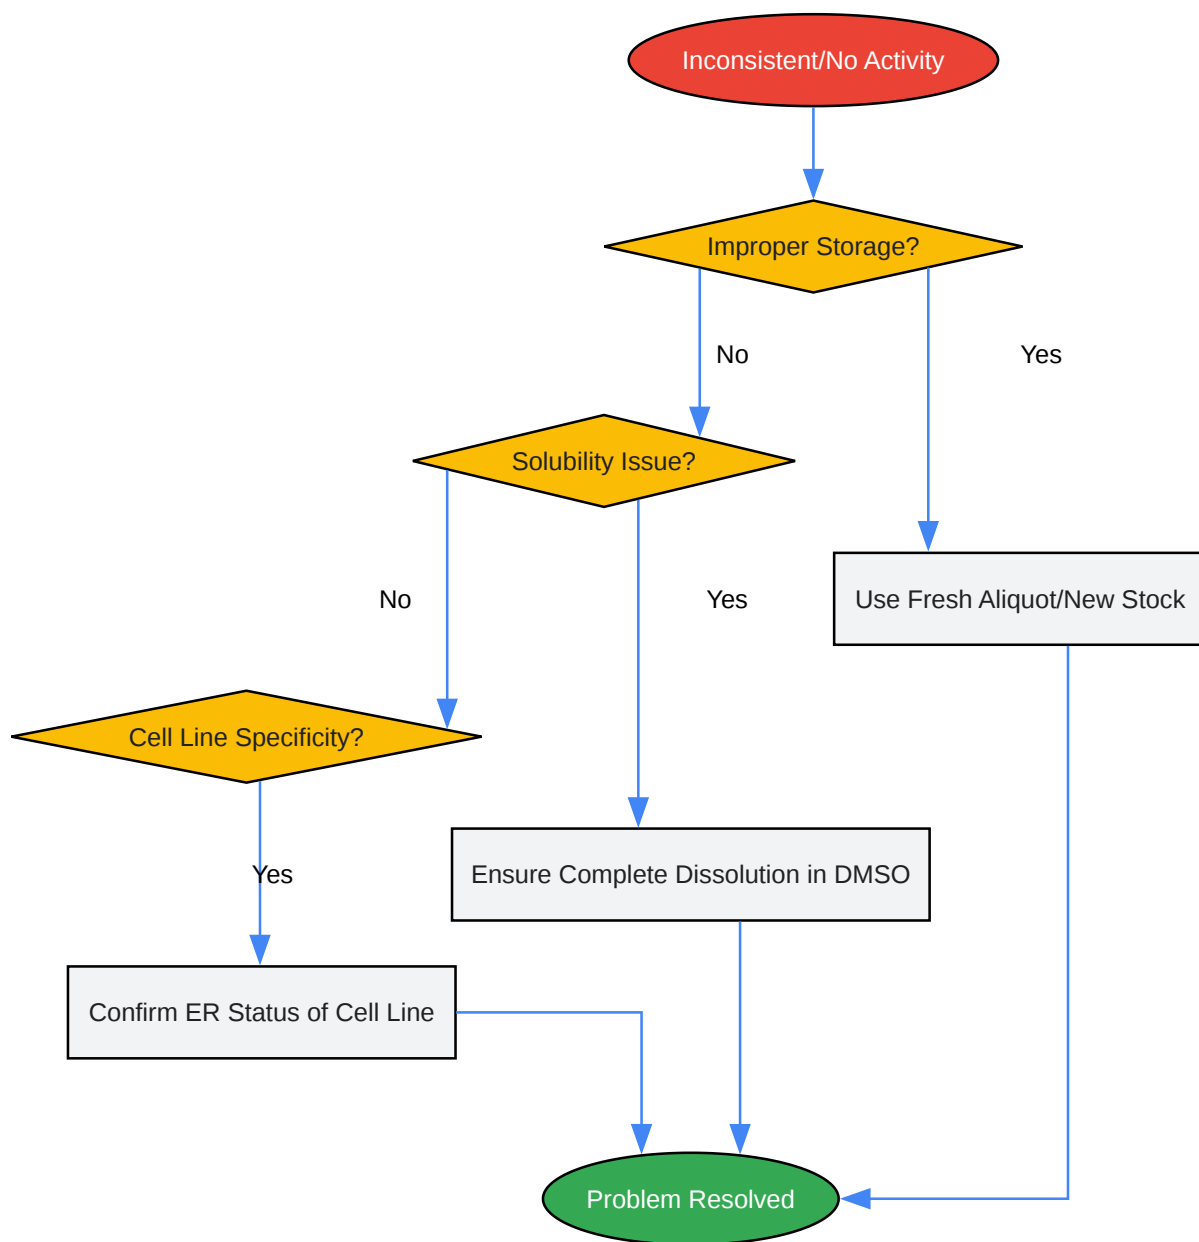 Inconsistent/No Activity
Improper Storage?
No
Yes
Solubility Issue?
No
Yes
Use Fresh Aliquot/New Stock
Cell Line Specificity?
Yes
Ensure Complete Dissolution in DMSO
Confirm ER Status of Cell Line
Problem Resolved